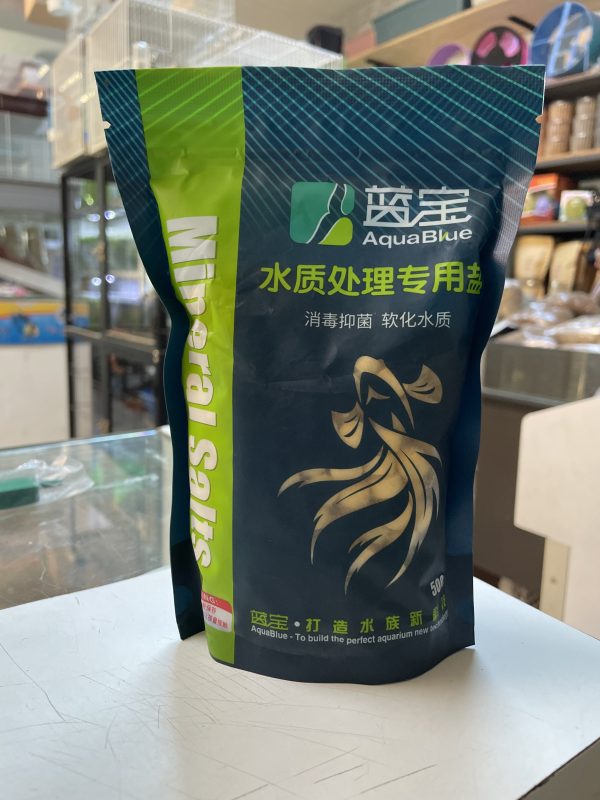 蓝宝
AquaBlue
水质处理专用盐
消毒抑菌 软化水质
Mineral Salts
蓝宝·打造水族新
AquaBlue - To build the perfect aquarium new